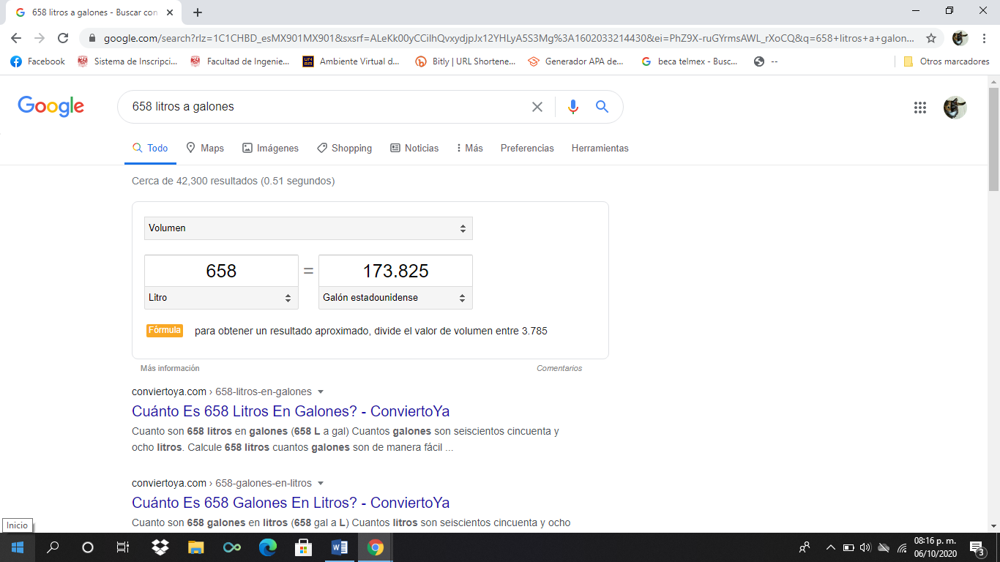 658 litros a galones - Buscar con
google.com/search?rlz=1C1CHBD_esMX901MX901&sxsrf=ALeKk00yCCilhQvxydjpJx12YHLyA5S3Mg%3A1602033214430&ei=PhZ9X-ruGYrmsAWL_rXoCQ&q=658+litros+a+galon...
Facebook Sistema de Inscripci... Facultad de Ingenie... Ambiente Virtual d... Bitly | URL Shortene... Generador APA de... beca telmex - Busc... -- Otros marcadores
Google 658 litros a galones
Todo Maps Imágenes Shopping Noticias Más Preferencias Herramientas
Cerca de 42,300 resultados (0.51 segundos)
Volumen
658 = 173.825
Litro Galón estadounidense
Fórmula para obtener un resultado aproximado, divide el valor de volumen entre 3.785
Más información Comentarios
conviertoya.com › 658-litros-en-galones
Cuánto Es 658 Litros En Galones? - ConviertoYa
Cuanto son 658 litros en galones (658 L a gal) Cuantos galones son seiscientos cincuenta y
ocho litros. Calcule 658 litros cuantos galones son de manera fácil ...
conviertoya.com › 658-galones-en-litros
Cuánto Es 658 Galones En Litros? - ConviertoYa
Cuanto son 658 galones en litros (658 gal a L) Cuantos litros son seiscientos cincuenta y ocho
Inicio
08:16 p. m.
06/10/2020
3